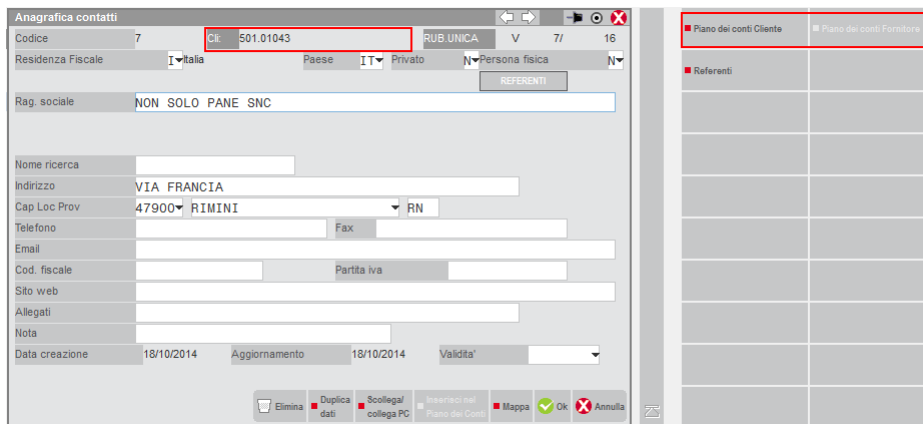 Anagrafica contatti
Codice 7 Cli: 501.01043 RUB.UNICA V 7/ 16
Residenza Fiscale I Italia Paese IT Privato N Persona fisica N
REFERENTI
Rag. sociale NON SOLO PANE SNC
Nome ricerca
Indirizzo VIA FRANCIA
Cap Loc Prov 47900 RIMINI RN
Telefono Fax
Email
Cod. fiscale Partita iva
Sito web
Allegati
Nota
Data creazione 18/10/2014 Aggiornamento 18/10/2014 Validita'
Elimina Duplica dati Scollega/ collega PC Inserisci nel Piano dei Conti Mappa Ok Annulla
Piano dei conti Cliente Piano dei conti Fornitore
Referenti